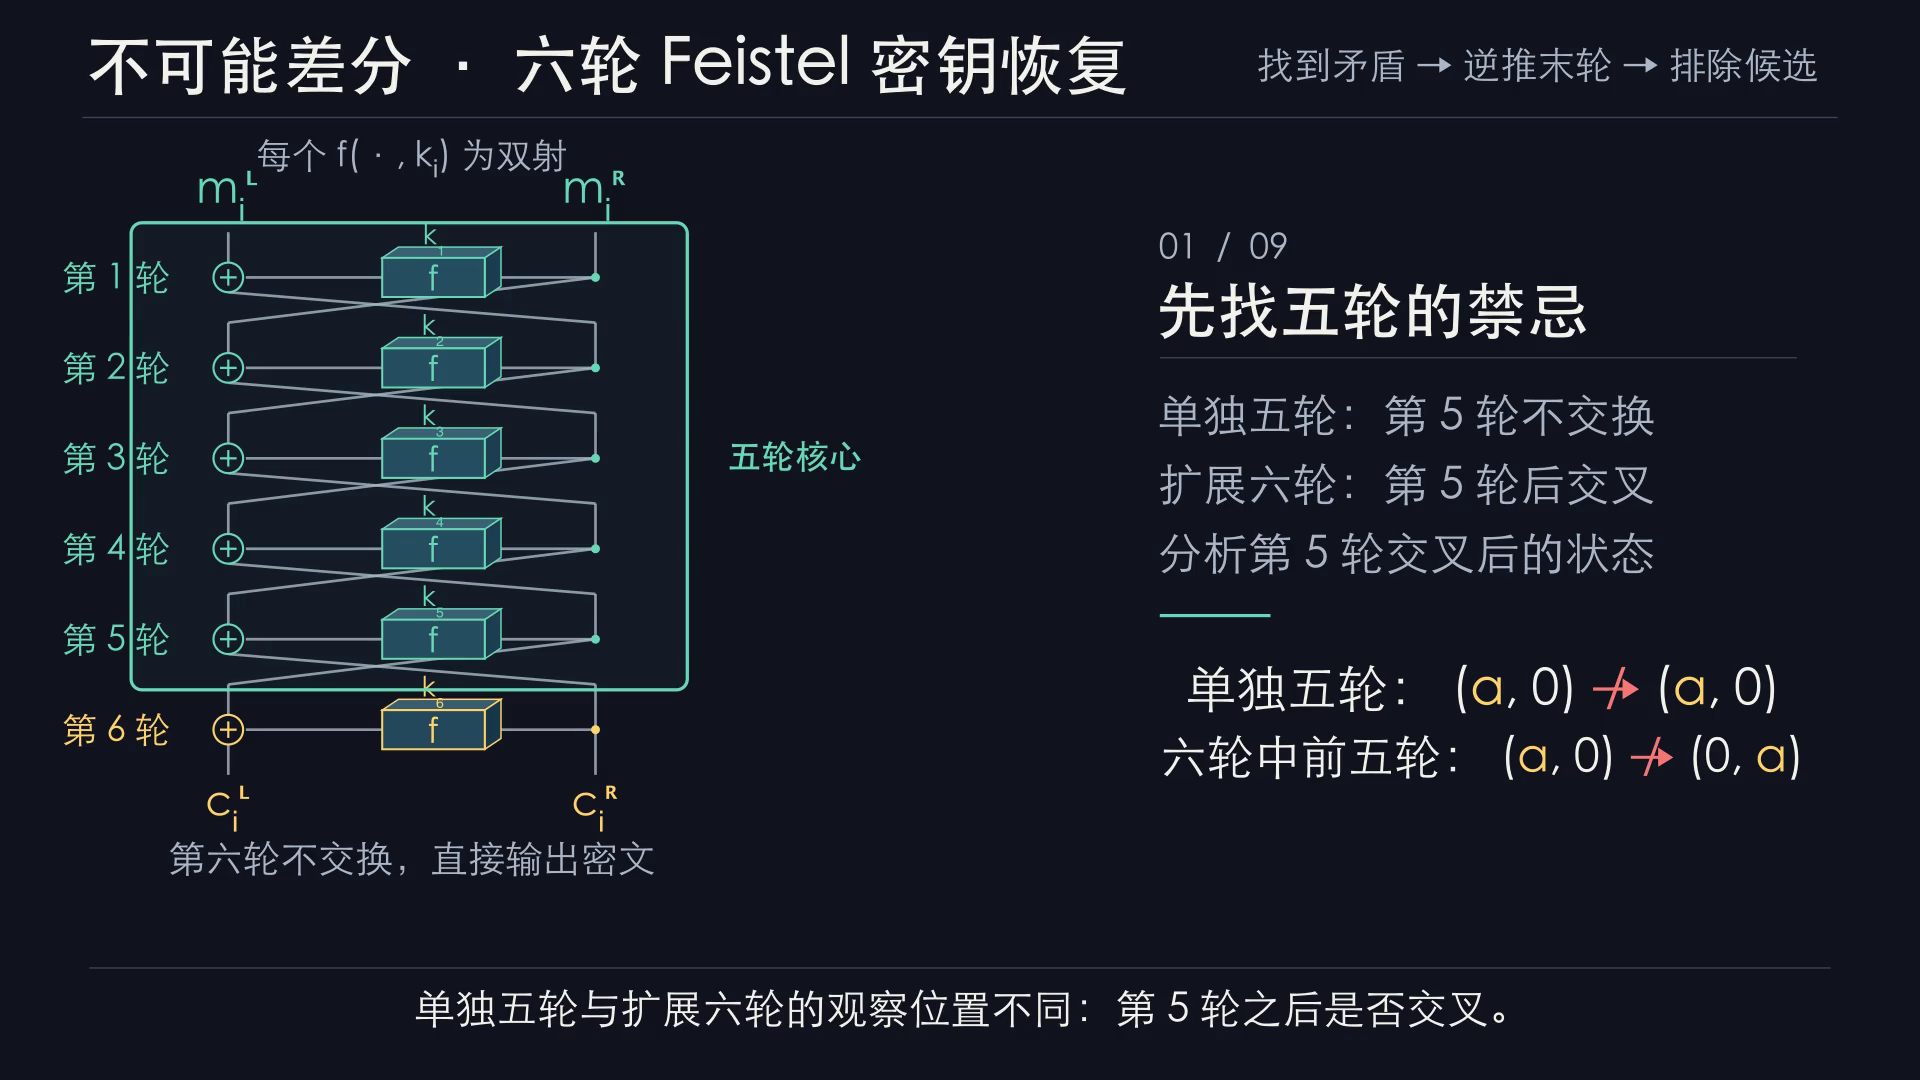 不可能差分 · 六轮 Feistel 密钥恢复
找到矛盾 → 逆推末轮 → 排除候选
每个 f( · , kᵢ) 为双射
mᵢᴸ mᵢᴿ
第 1 轮 k₁ f
第 2 轮 k₂ f
第 3 轮 k₃ f
第 4 轮 k₄ f
第 5 轮 k₅ f
第 6 轮 k₆ f
五轮核心
cᵢᴸ cᵢᴿ
第六轮不交换，直接输出密文
01 / 09
先找五轮的禁忌
单独五轮：第 5 轮不交换
扩展六轮：第 5 轮后交叉
分析第 5 轮交叉后的状态
单独五轮： (a, 0) ↛ (a, 0)
六轮中前五轮： (a, 0) ↛ (0, a)
单独五轮与扩展六轮的观察位置不同：第 5 轮之后是否交叉。